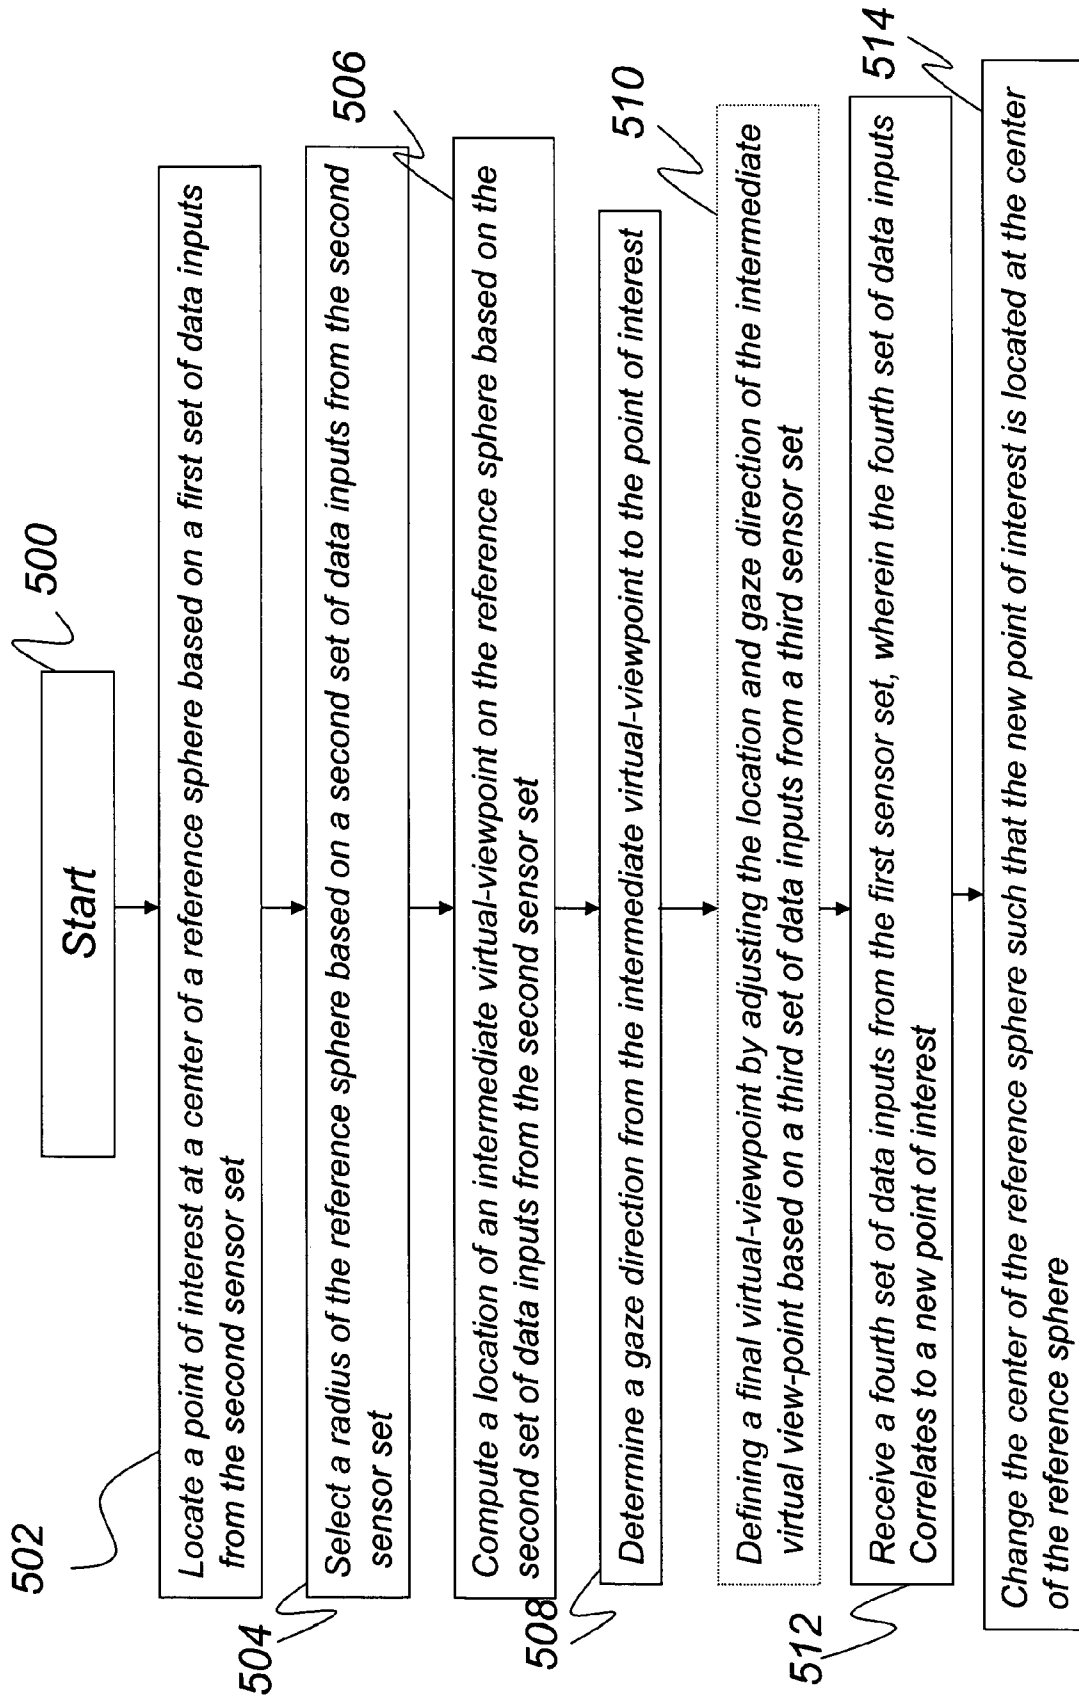 500
Start
502
Locate a point of interest at a center of a reference sphere based on a first set of data inputs
from the second sensor set
504
Select a radius of the reference sphere based on a second set of data inputs from the second
sensor set
506
Compute a location of an intermediate virtual-viewpoint on the reference sphere based on the
second set of data inputs from the second sensor set
508
Determine a gaze direction from the intermediate virtual-viewpoint to the point of interest
510
Defining a final virtual-viewpoint by adjusting the location and gaze direction of the intermediate
virtual view-point based on a third set of data inputs from a third sensor set
512
Receive a fourth set of data inputs from the first sensor set, wherein the fourth set of data inputs
Correlates to a new point of interest
514
Change the center of the reference sphere such that the new point of interest is located at the center
of the reference sphere